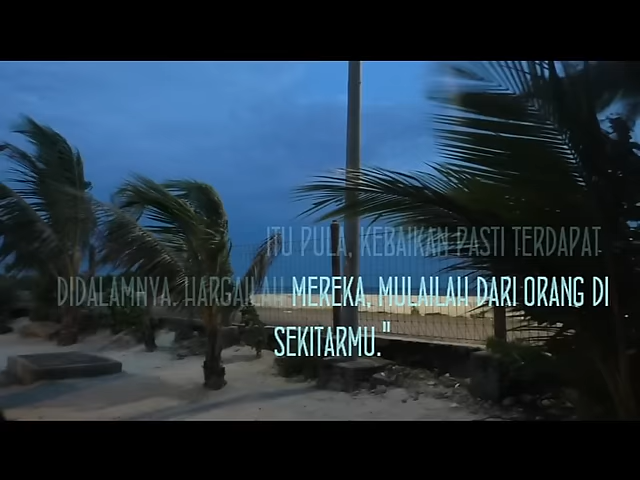 ITU PULA, KEBAIKAN PASTI TERDAPAT
DIDALAMNYA. HARGAILAH MEREKA, MULAILAH DARI ORANG DI
SEKITARMU."